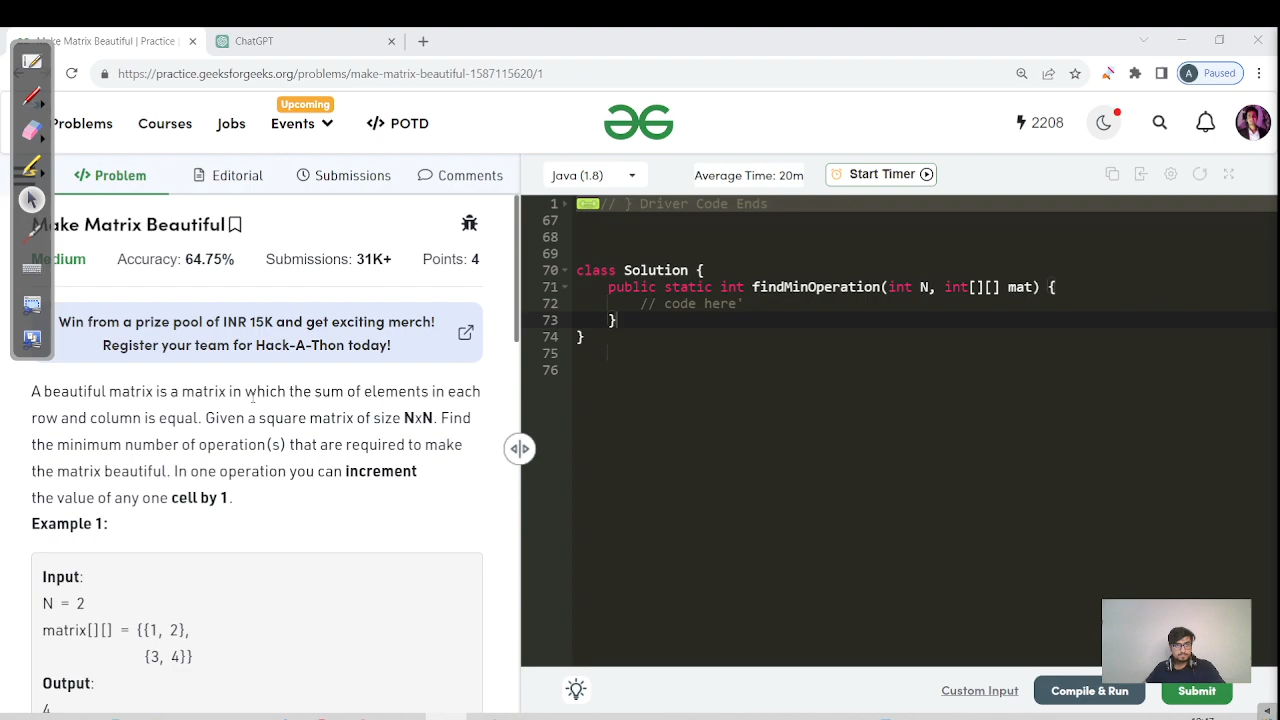 Make Matrix Beautiful | Practice |
ChatGPT
https://practice.geeksforgeeks.org/problems/make-matrix-beautiful-1587115620/1
A Paused
Problems
Courses
Jobs
Upcoming
Events
</> POTD
2208
</> Problem
Editorial
Submissions
Comments
Java (1.8)
Average Time: 20m
Start Timer
Make Matrix Beautiful
Medium Accuracy: 64.75% Submissions: 31K+ Points: 4
Win from a prize pool of INR 15K and get exciting merch!
Register your team for Hack-A-Thon today!
A beautiful matrix is a matrix in which the sum of elements in each
row and column is equal. Given a square matrix of size NxN. Find
the minimum number of operation(s) that are required to make
the matrix beautiful. In one operation you can increment
the value of any one cell by 1.
Example 1:
Input:
N = 2
matrix[][] = {{1, 2},
{3, 4}}
Output:
4
1 // } Driver Code Ends
67
68
69
70 class Solution {
71 public static int findMinOperation(int N, int[][] mat) {
72 // code here'
73 }
74 }
75
76
Custom Input
Compile & Run
Submit